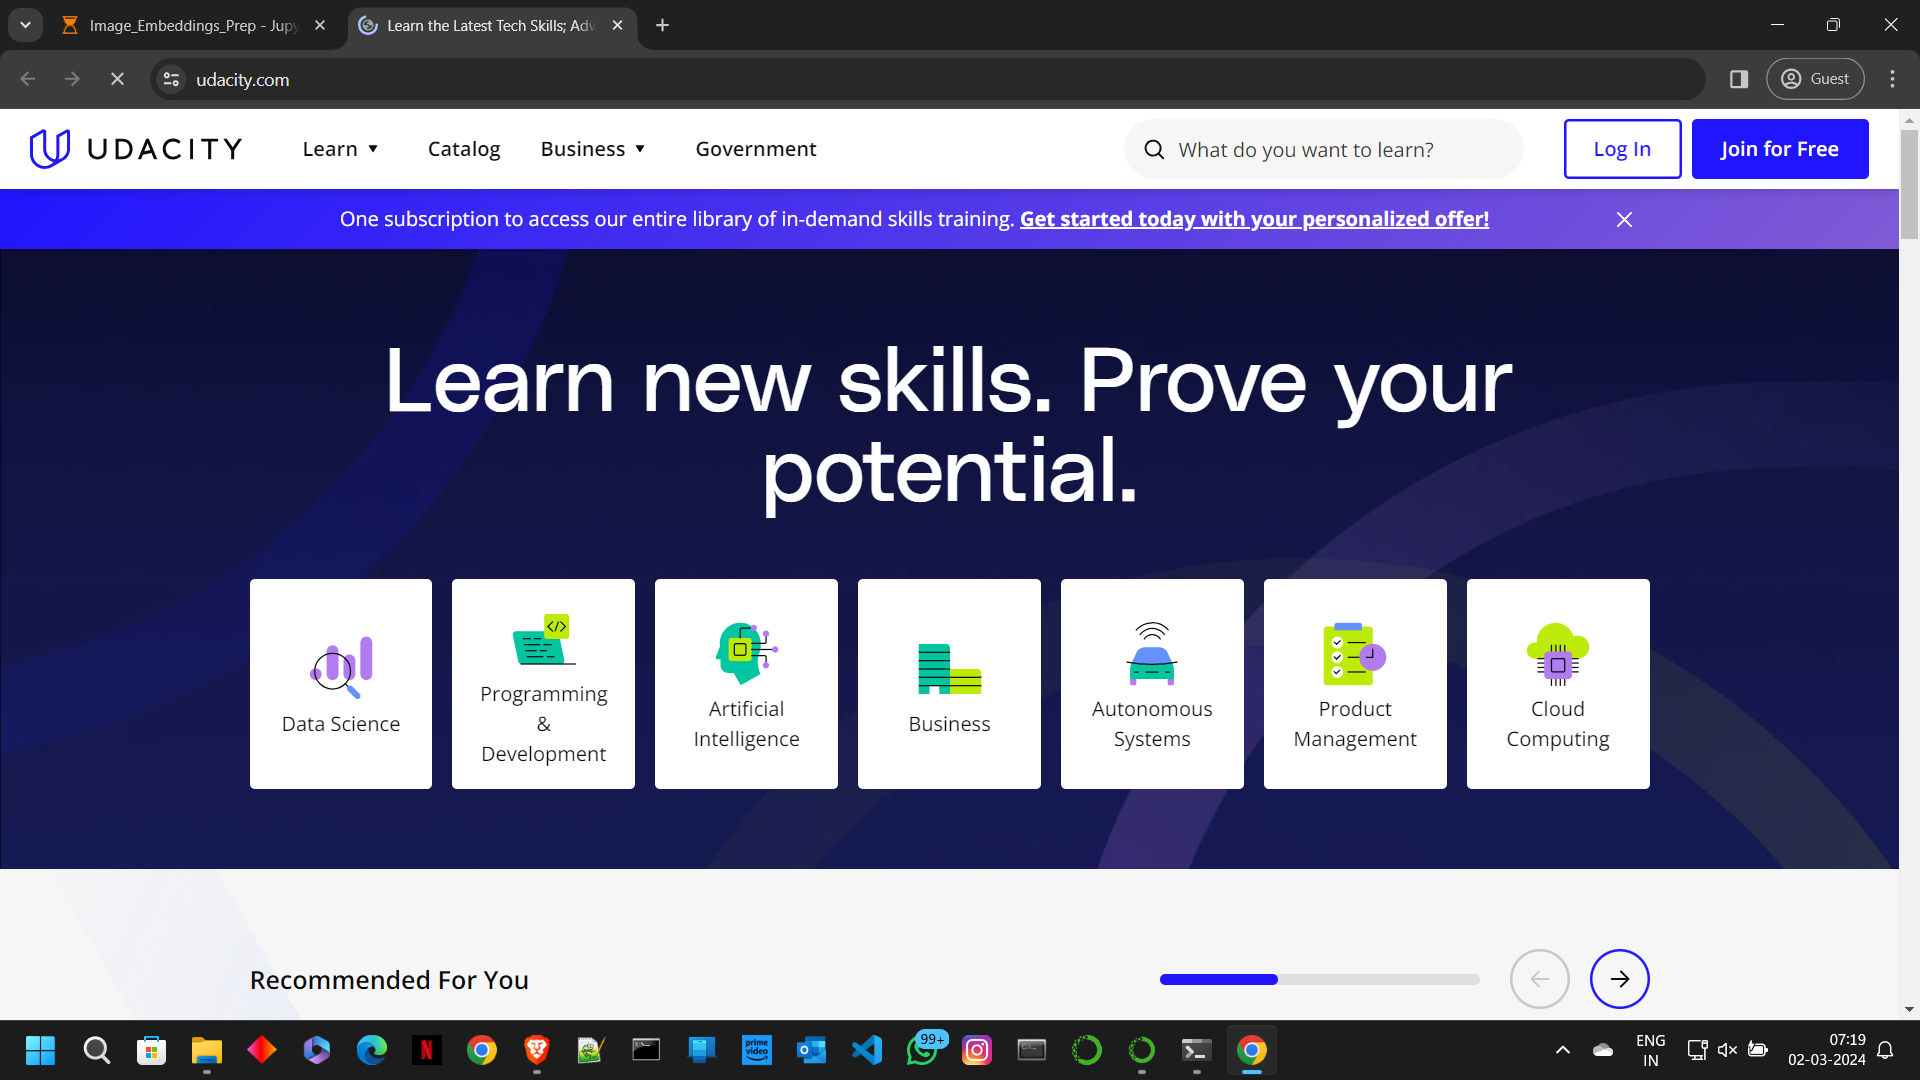 Image_Embeddings_Prep - Jupy
Learn the Latest Tech Skills; Adv
udacity.com
Guest
UDACITY
Learn
Catalog
Business
Government
What do you want to learn?
Log In
Join for Free
One subscription to access our entire library of in-demand skills training. Get started today with your personalized offer!
Learn new skills. Prove your
potential.
Data Science
Programming
&
Development
Artificial
Intelligence
Business
Autonomous
Systems
Product
Management
Cloud
Computing
Recommended For You
99+
prime
video
ENG
IN
07:19
02-03-2024